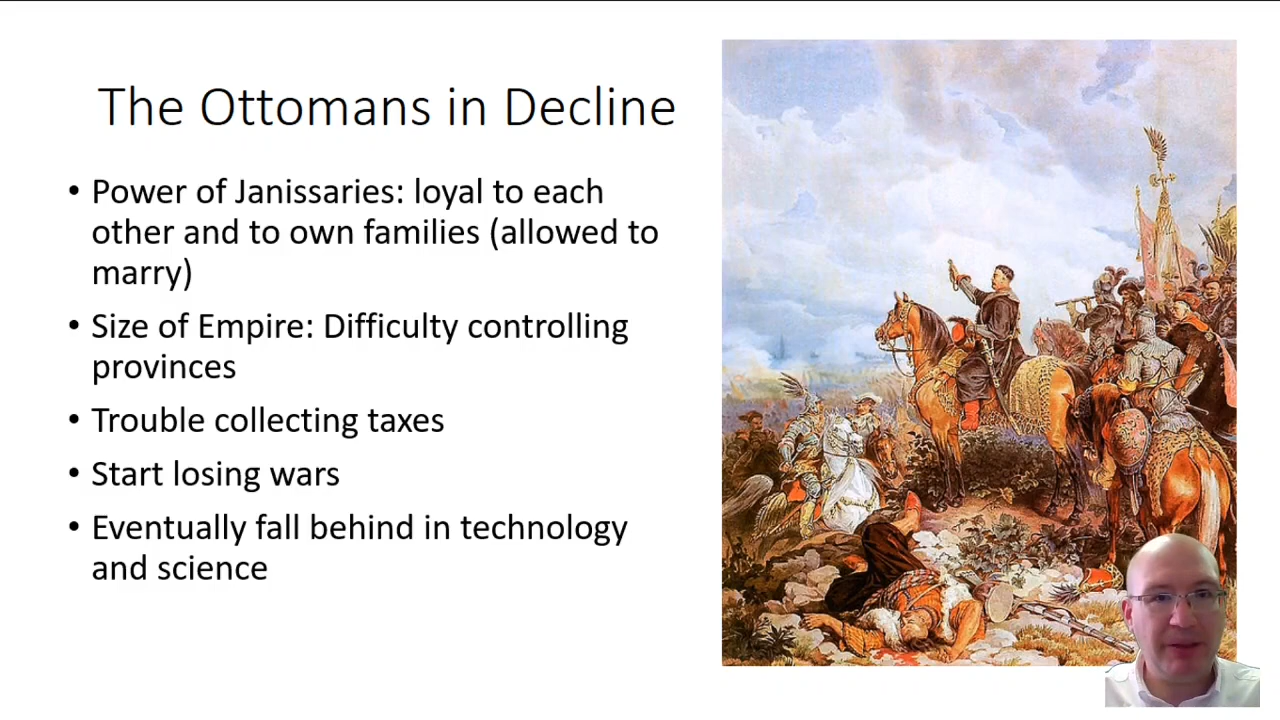 The Ottomans in Decline
• Power of Janissaries: loyal to each
other and to own families (allowed to
marry)
• Size of Empire: Difficulty controlling
provinces
• Trouble collecting taxes
• Start losing wars
• Eventually fall behind in technology
and science